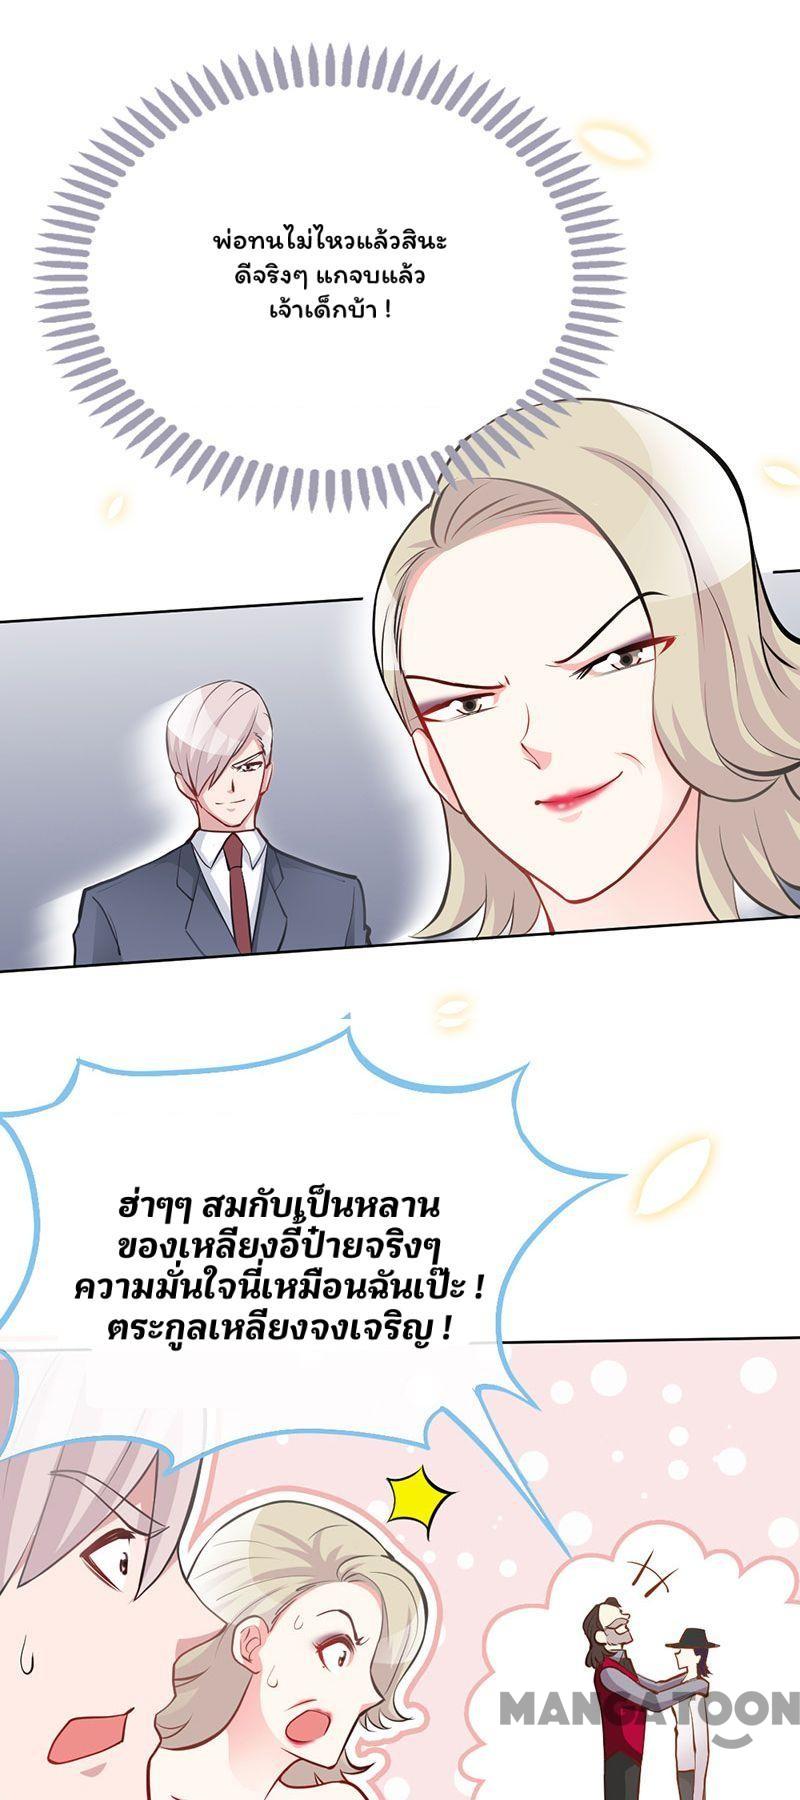 พ่อทนไม่ไหวแล้วสินะ
ดีจริงๆ แกจบแล้ว
เจ้าเด็กบ้า !
ฮ่าๆๆ สมกับเป็นหลาน
ของเหลียงอี้ป๋ายจริงๆ
ความมั่นใจนี่เหมือนฉันเป๊ะ !
ตระกูลเหลียงจงเจริญ !
MANGATOON